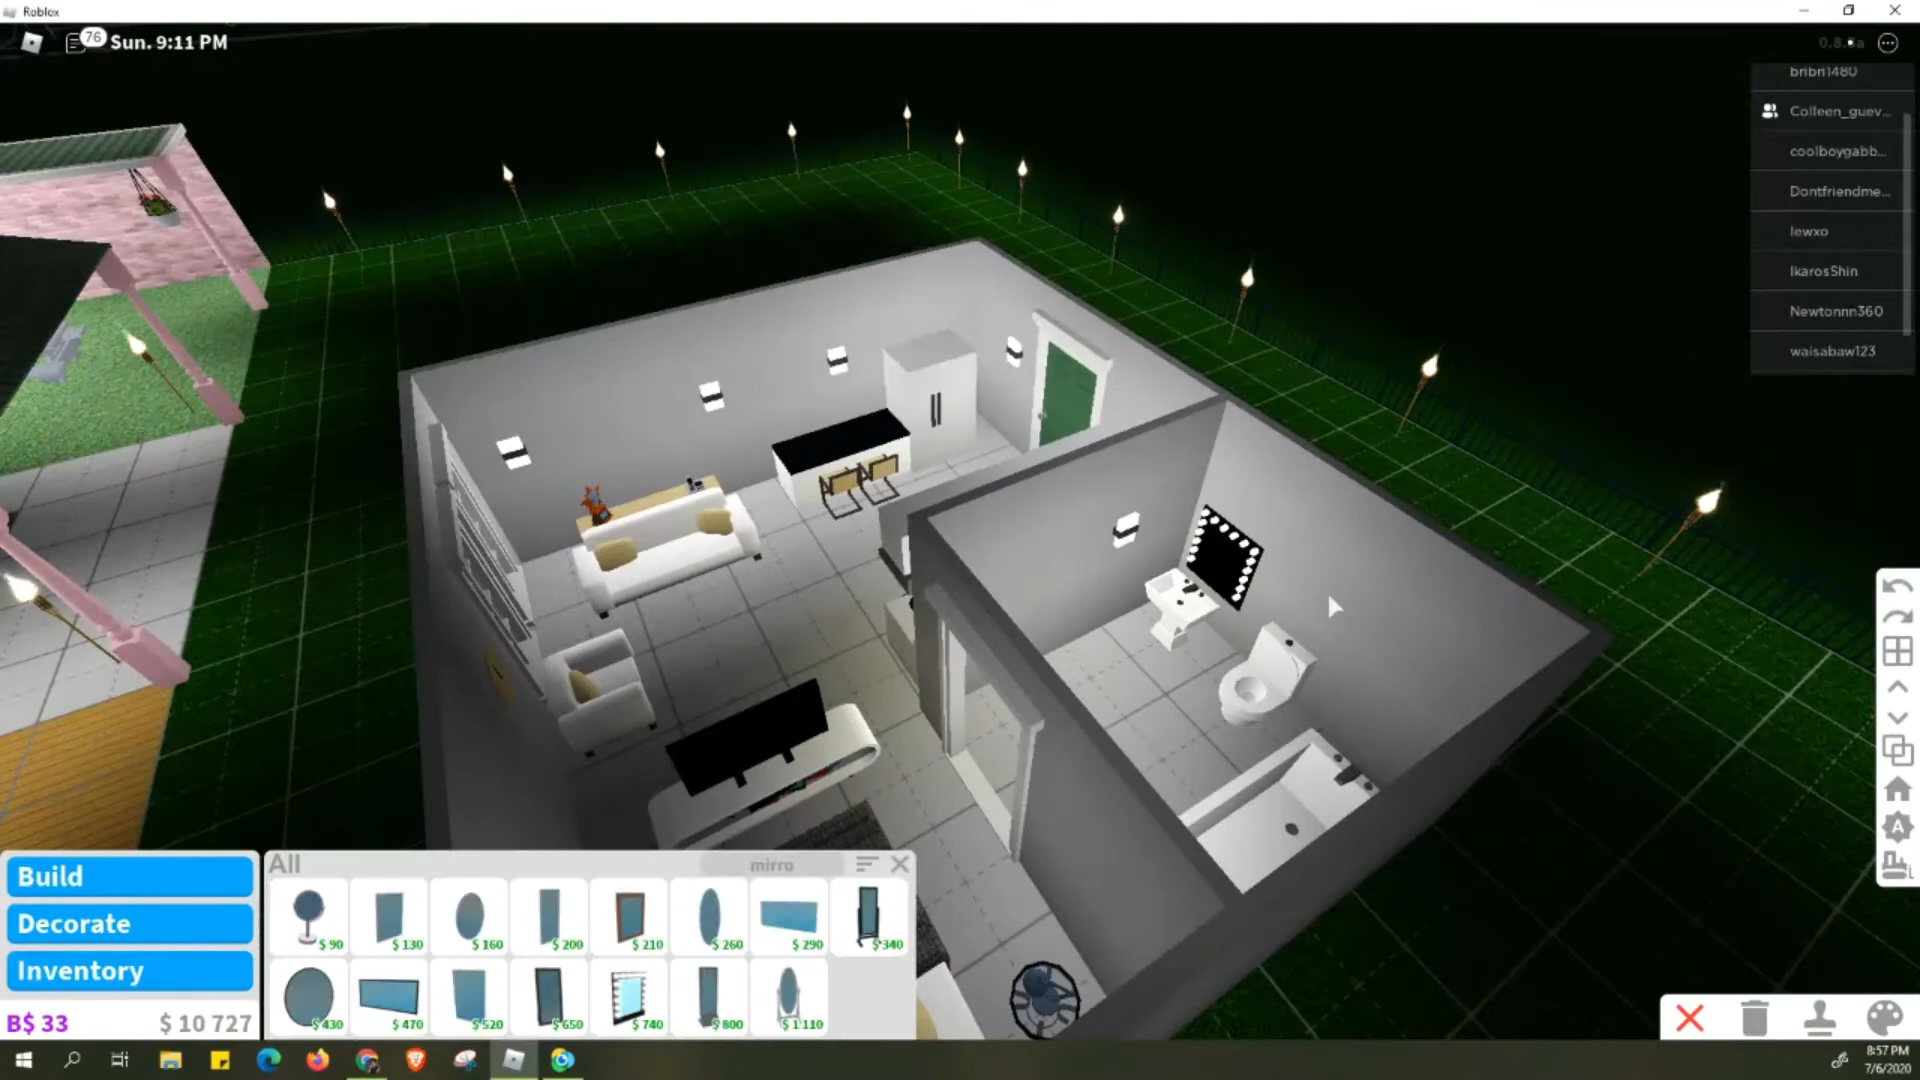 Roblox
76 Sun. 9:11 PM
bribri1480
Colleen_guev...
coolboygabb...
Dontfriendme...
IkarosShin
Newtonnn360
waisabaw123
Build
Decorate
Inventory
B$ 33
$ 10 727
All
mirro
$ 90
$ 130
$ 160
$ 200
$ 210
$ 260
$ 290
$ 340
$ 430
$ 470
$ 520
$ 650
$ 740
$ 800
$ 1 110
A
8:57 PM
7/6/2020